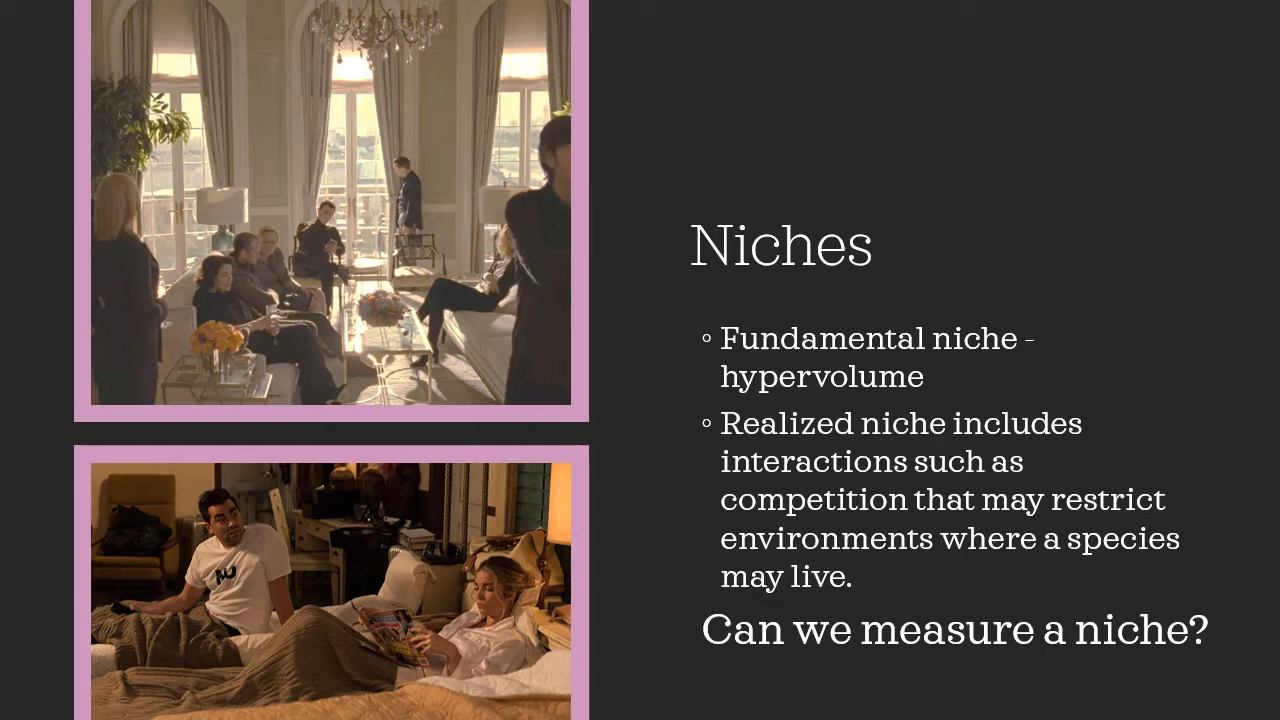 Niches
◦ Fundamental niche -
hypervolume
◦ Realized niche includes
interactions such as
competition that may restrict
environments where a species
may live.
Can we measure a niche?